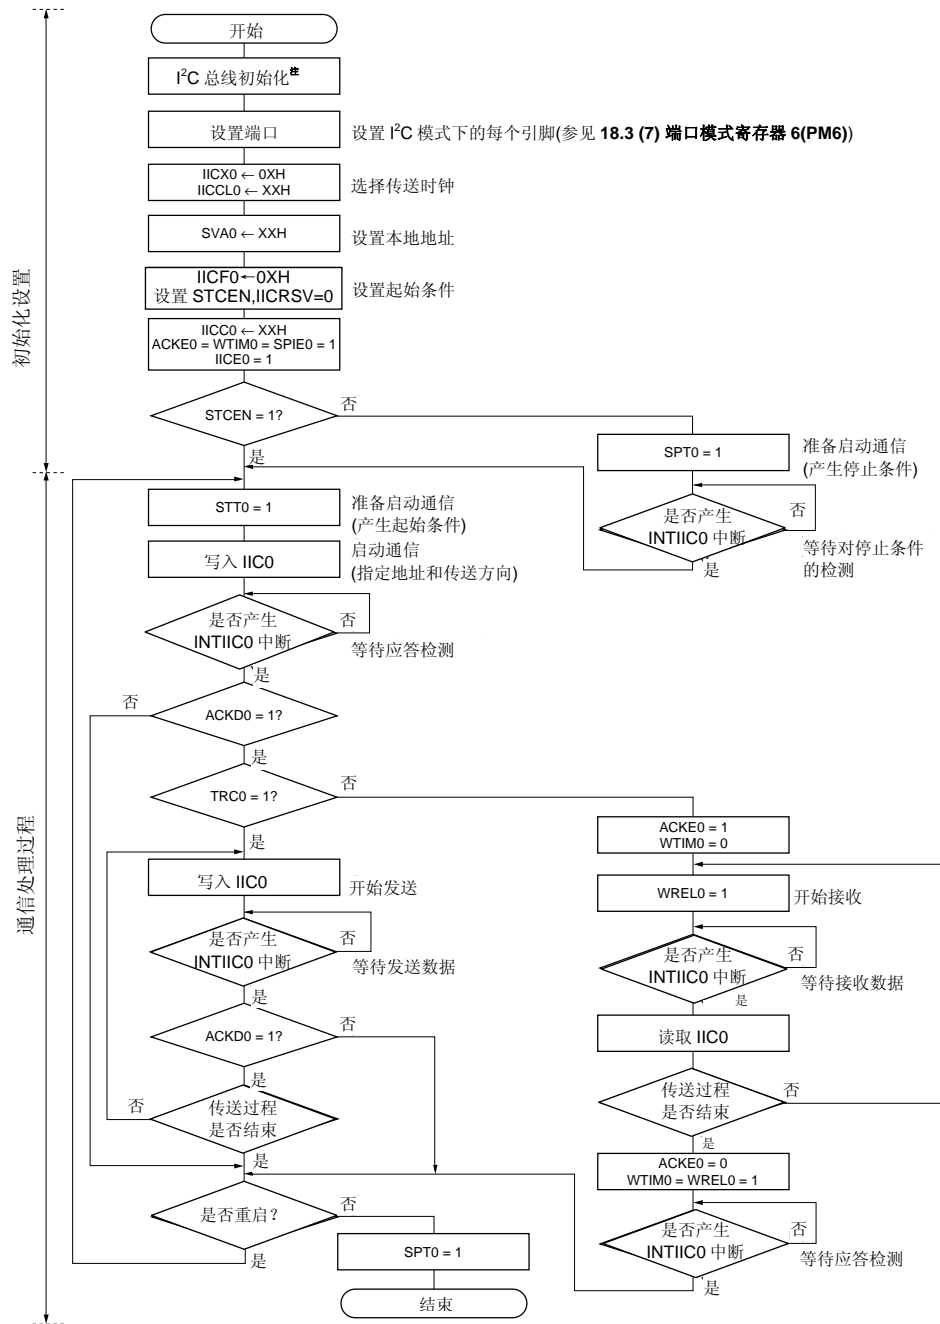 开始
I²C 总线初始化注
设置端口
设置 I²C 模式下的每个引脚(参见 18.3 (7) 端口模式寄存器 6(PM6))
IICX0 ← 0XH
IICCL0 ← XXH
选择传送时钟
SVA0 ← XXH
设置本地地址
IICF0←0XH
设置 STCEN,IICRSV=0
设置起始条件
IICC0 ← XXH
ACKE0 = WTIM0 = SPIE0 = 1
IICE0 = 1
初始化设置
STCEN = 1?
否
是
SPT0 = 1
准备启动通信
(产生停止条件)
是否产生
INTIIC0 中断
否
等待对停止条件
的检测
是
STT0 = 1
准备启动通信
(产生起始条件)
写入 IIC0
启动通信
(指定地址和传送方向)
是否产生
INTIIC0 中断
否
等待应答检测
是
ACKD0 = 1?
否
是
TRC0 = 1?
否
是
通信处理过程
写入 IIC0
开始发送
是否产生
INTIIC0 中断
否
等待发送数据
是
ACKD0 = 1?
否
是
传送过程
是否结束
否
是
是否重启?
否
是
SPT0 = 1
结束
ACKE0 = 1
WTIM0 = 0
WREL0 = 1
开始接收
是否产生
INTIIC0 中断
否
等待接收数据
是
读取 IIC0
传送过程
是否结束
否
是
ACKE0 = 0
WTIM0 = WREL0 = 1
是否产生
INTIIC0 中断
否
等待应答检测
是